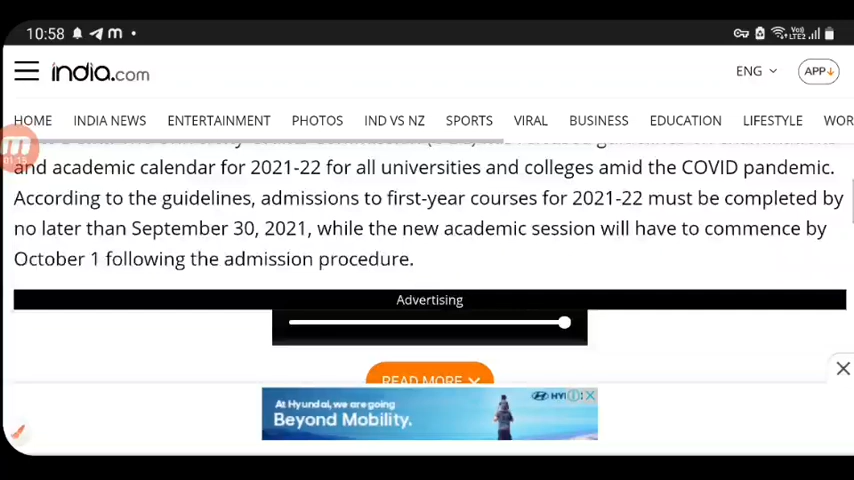 10:58
LTE2
india.com
ENG
APP
HOME INDIA NEWS ENTERTAINMENT PHOTOS IND VS NZ SPORTS VIRAL BUSINESS EDUCATION LIFESTYLE WOR
01:15
and academic calendar for 2021-22 for all universities and colleges amid the COVID pandemic.
According to the guidelines, admissions to first-year courses for 2021-22 must be completed by
no later than September 30, 2021, while the new academic session will have to commence by
October 1 following the admission procedure.
Advertising
READ MORE
At Hyundai, we are going
Beyond Mobility.